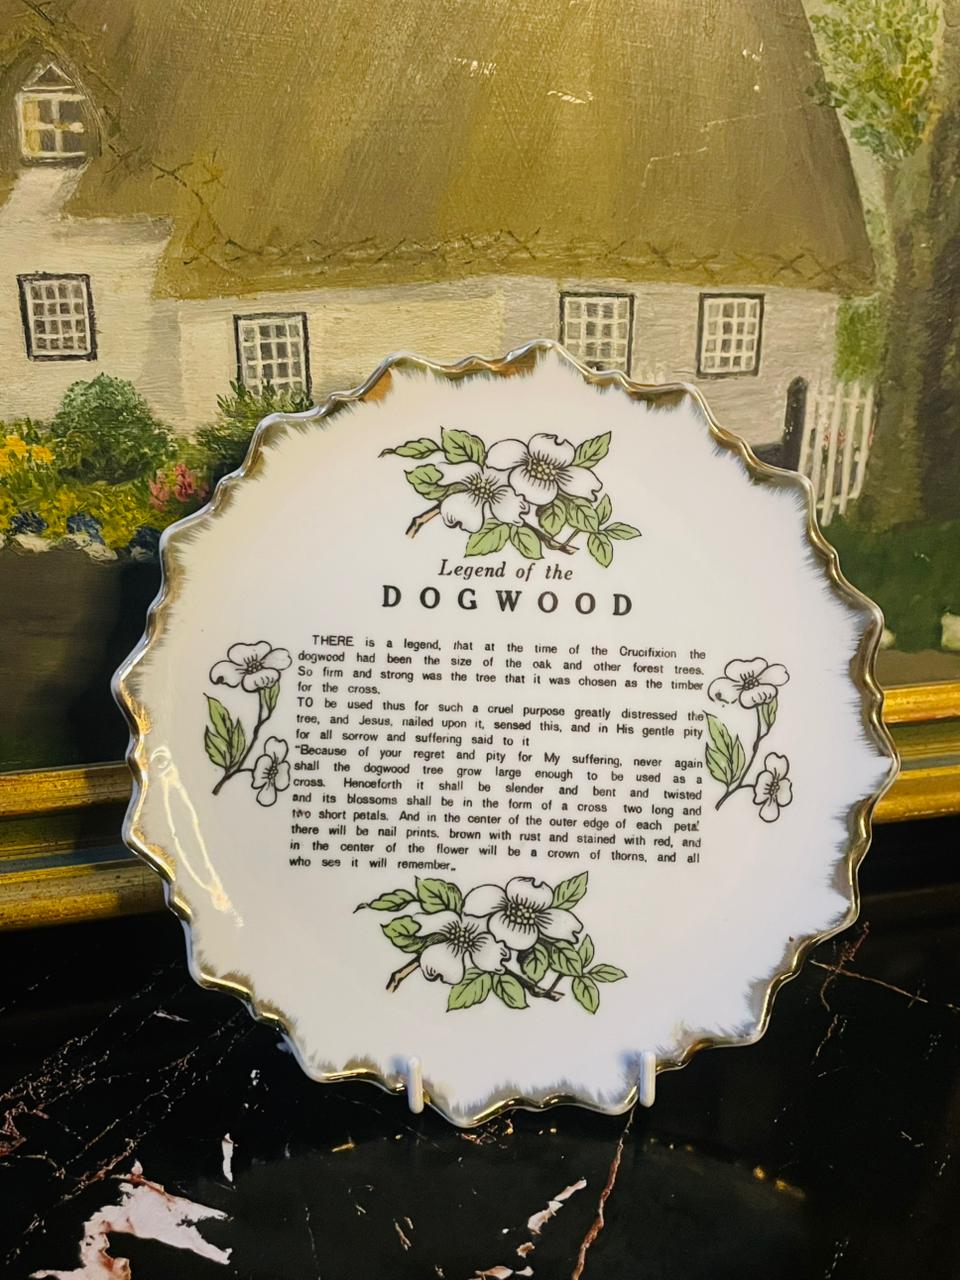 Legend of the
DOGWOOD
THERE is a legend, that at the time of the Crucifixion the
dogwood had been the size of the oak and other forest trees.
So firm and strong was the tree that it was chosen as the timber
for the cross.
TO be used thus for such a cruel purpose greatly distressed the
tree, and Jesus, nailed upon it, sensed this, and in His gentle pity
for all sorrow and suffering said to it
"Because of your regret and pity for My suffering, never again
shall the dogwood tree grow large enough to be used as a
cross. Henceforth it shall be slender and bent and twisted
and its blossoms shall be in the form of a cross two long and
two short petals. And in the center of the outer edge of each petal
there will be nail prints. brown with rust and stained with red, and
in the center of the flower will be a crown of thorns, and all
who see it will remember„